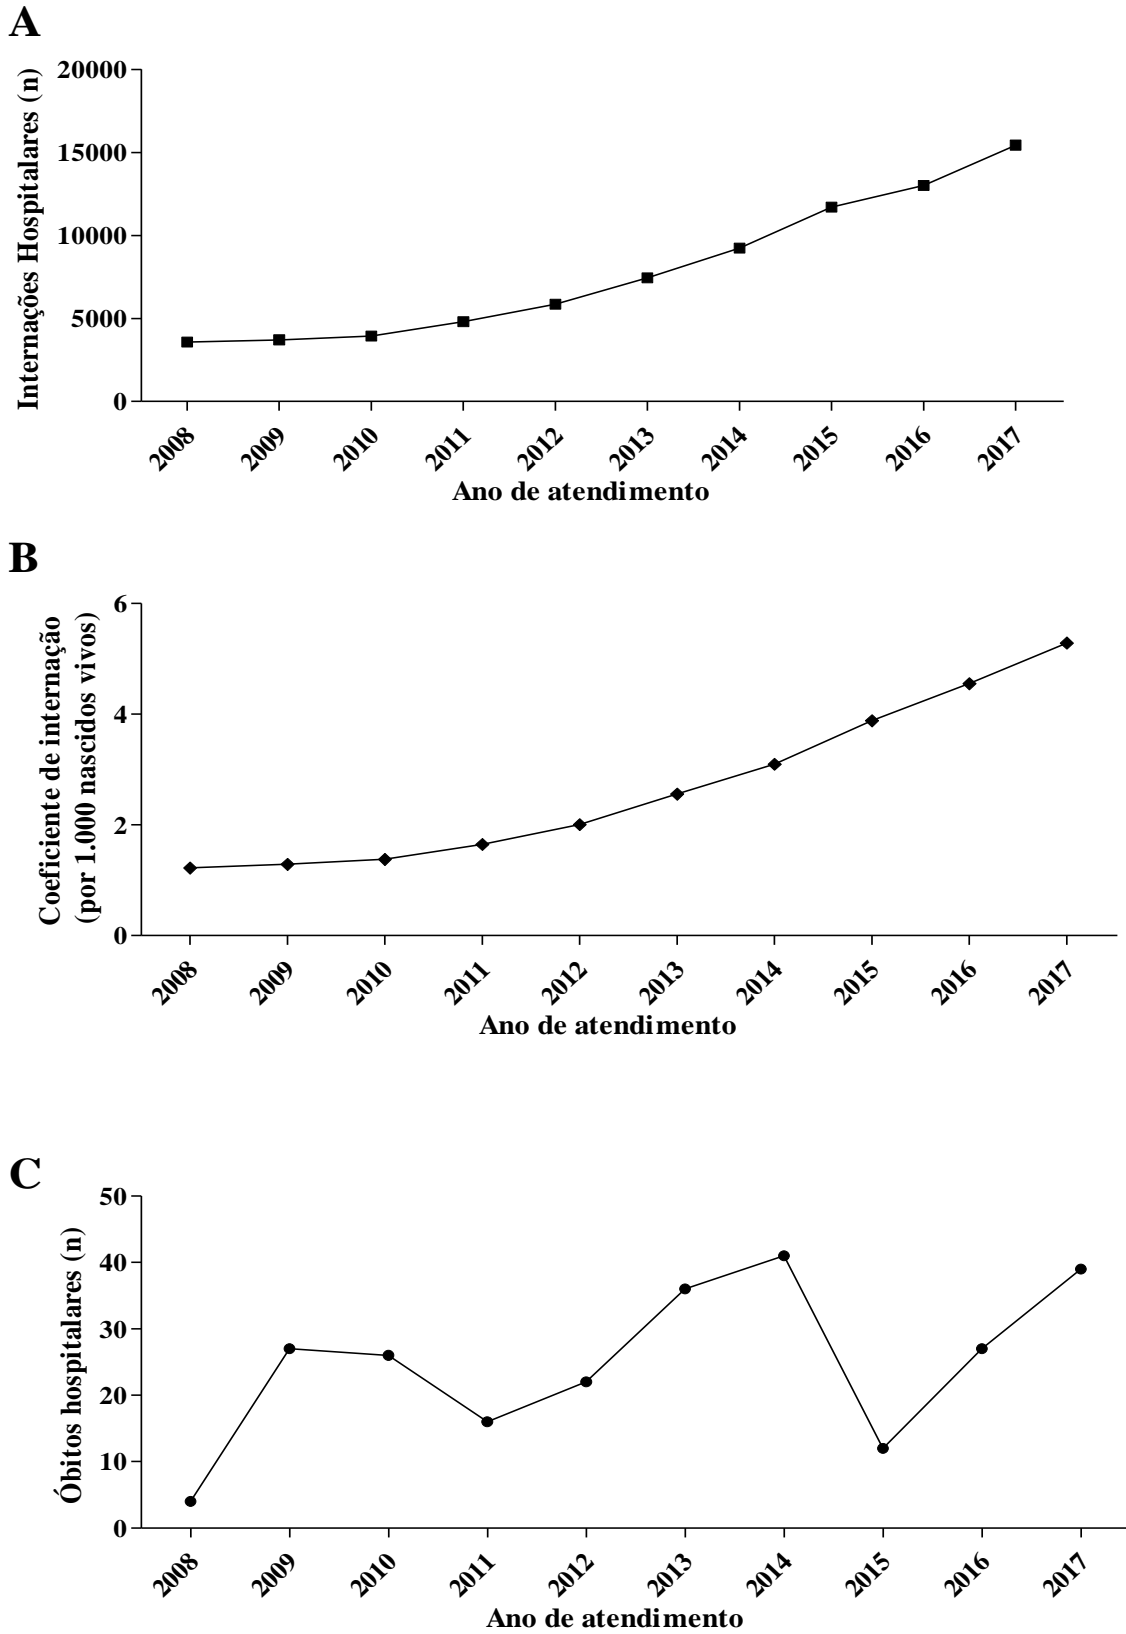 A
Internações Hospitalares (n)
20000
15000
10000
5000
0
2008 2009 2010 2011 2012 2013 2014 2015 2016 2017
Ano de atendimento
B
Coeficiente de internação
(por 1.000 nascidos vivos)
6
4
2
0
2008 2009 2010 2011 2012 2013 2014 2015 2016 2017
Ano de atendimento
C
Óbitos hospitalares (n)
50
40
30
20
10
0
2008 2009 2010 2011 2012 2013 2014 2015 2016 2017
Ano de atendimento